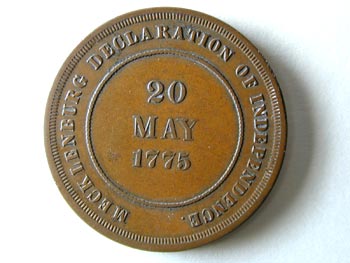 MECKLENBURG DECLARATION OF INDEPENDENCE.
20
MAY
1775